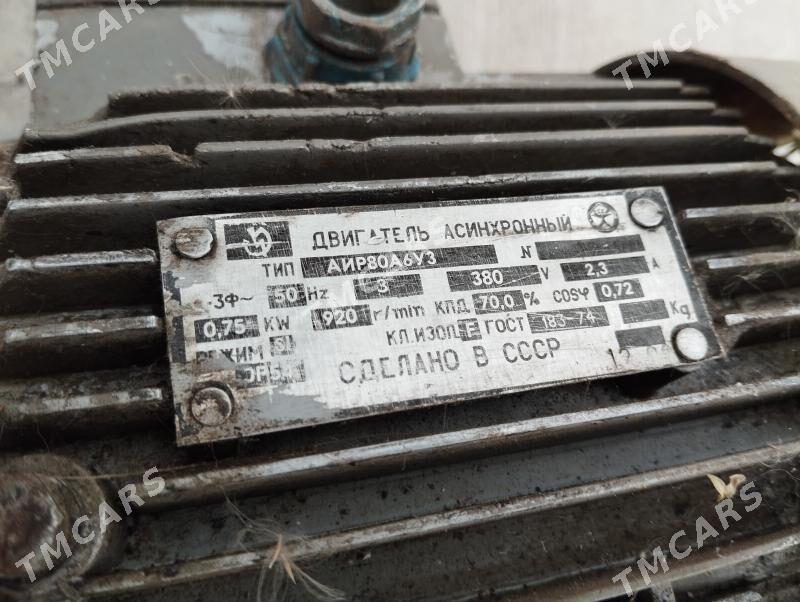 TMCARS
TMCARS
ДВИГАТЕЛЬ АСИНХРОННЫЙ
ТИП АИР80А6У3 N
3Ф~ 50 Hz 380 V 2,3 A
0,75 KW 920 r/min КПД 70,0 % COSφ 0,72
РЕЖИМ S1 КЛ.ИЗОЛ F ГОСТ 183-74 Kg
СДЕЛАНО В СССР
TMCARS
TMCARS
TMCARS